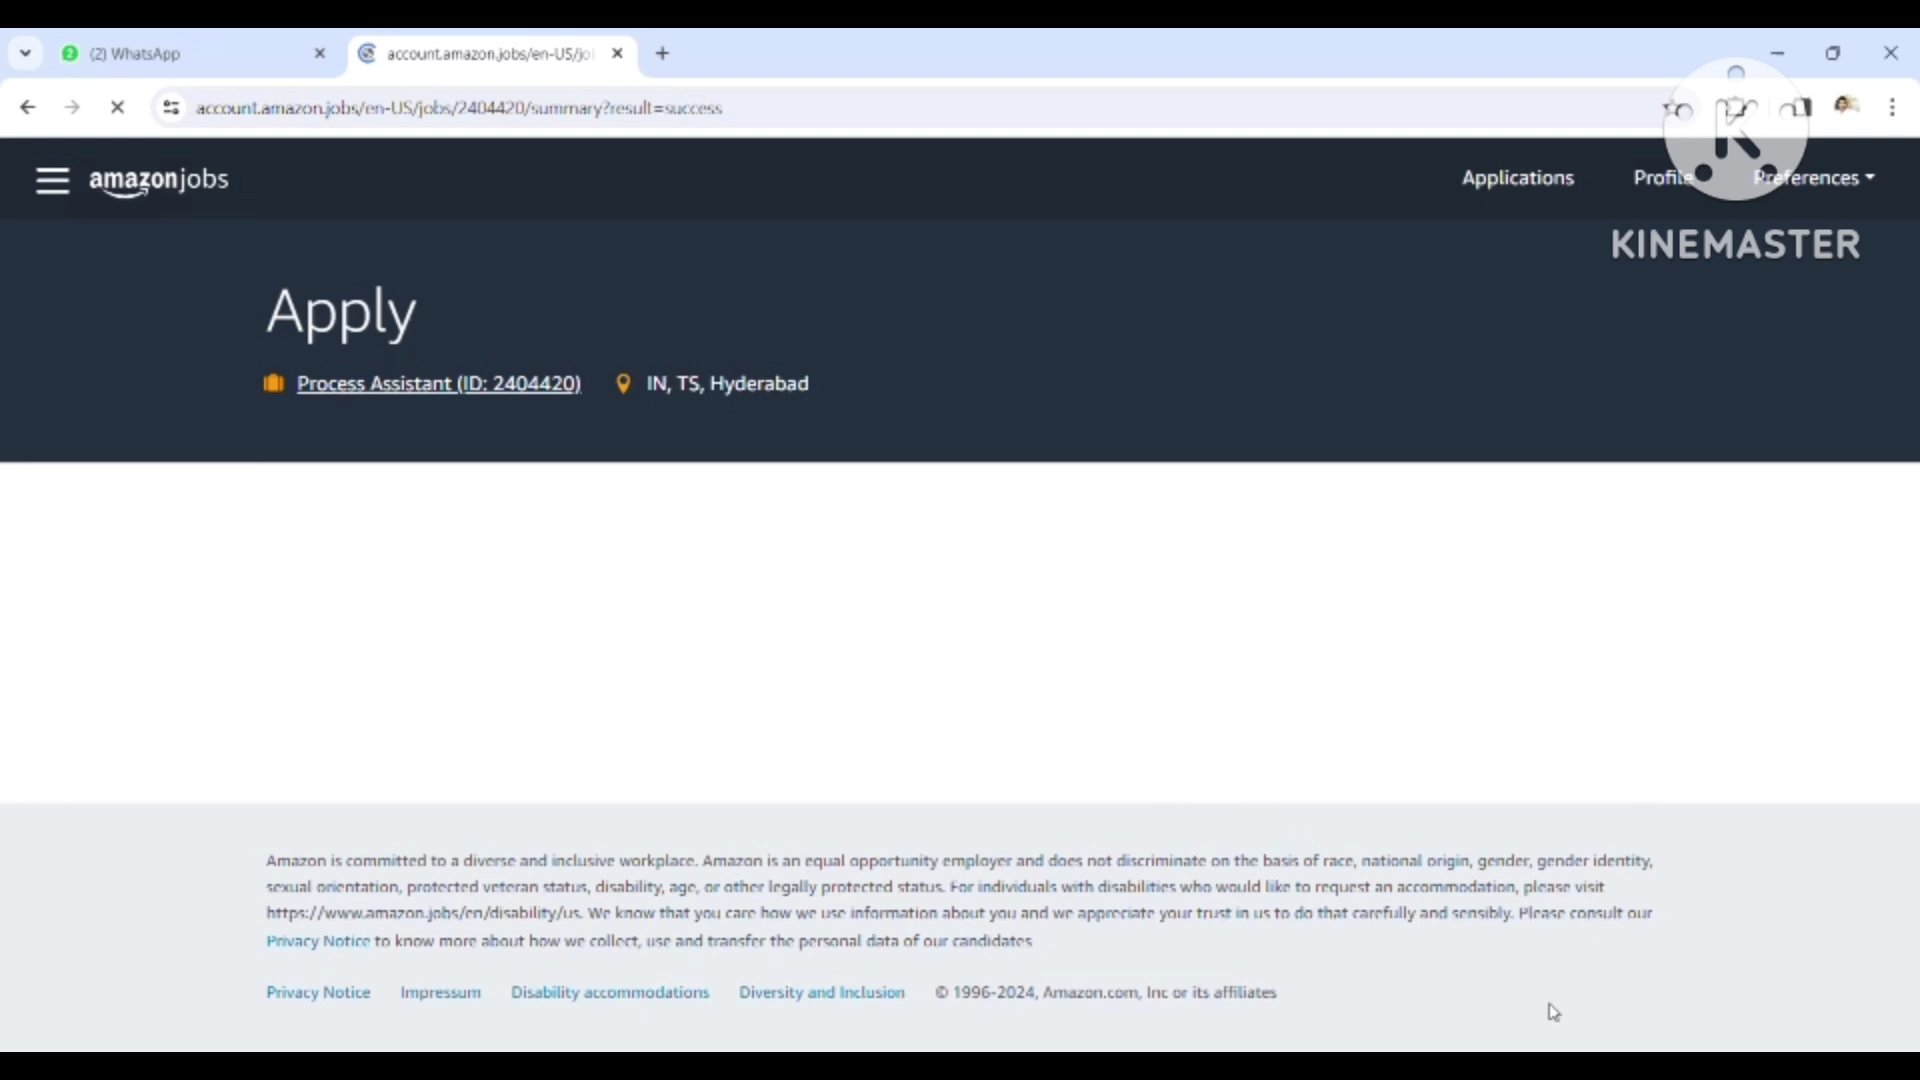 (2) WhatsApp
account.amazon.jobs/en-US/jo
account.amazon.jobs/en-US/jobs/2404420/summary?result=success
amazonjobs
Applications
Profile
Preferences
KINEMASTER
Apply
Process Assistant (ID: 2404420)
IN, TS, Hyderabad
Amazon is committed to a diverse and inclusive workplace. Amazon is an equal opportunity employer and does not discriminate on the basis of race, national origin, gender, gender identity,
sexual orientation, protected veteran status, disability, age, or other legally protected status. For individuals with disabilities who would like to request an accommodation, please visit
https://www.amazon.jobs/en/disability/us. We know that you care how we use information about you and we appreciate your trust in us to do that carefully and sensibly. Please consult our
Privacy Notice to know more about how we collect, use and transfer the personal data of our candidates
Privacy Notice
Impressum
Disability accommodations
Diversity and Inclusion
© 1996-2024, Amazon.com, Inc or its affiliates